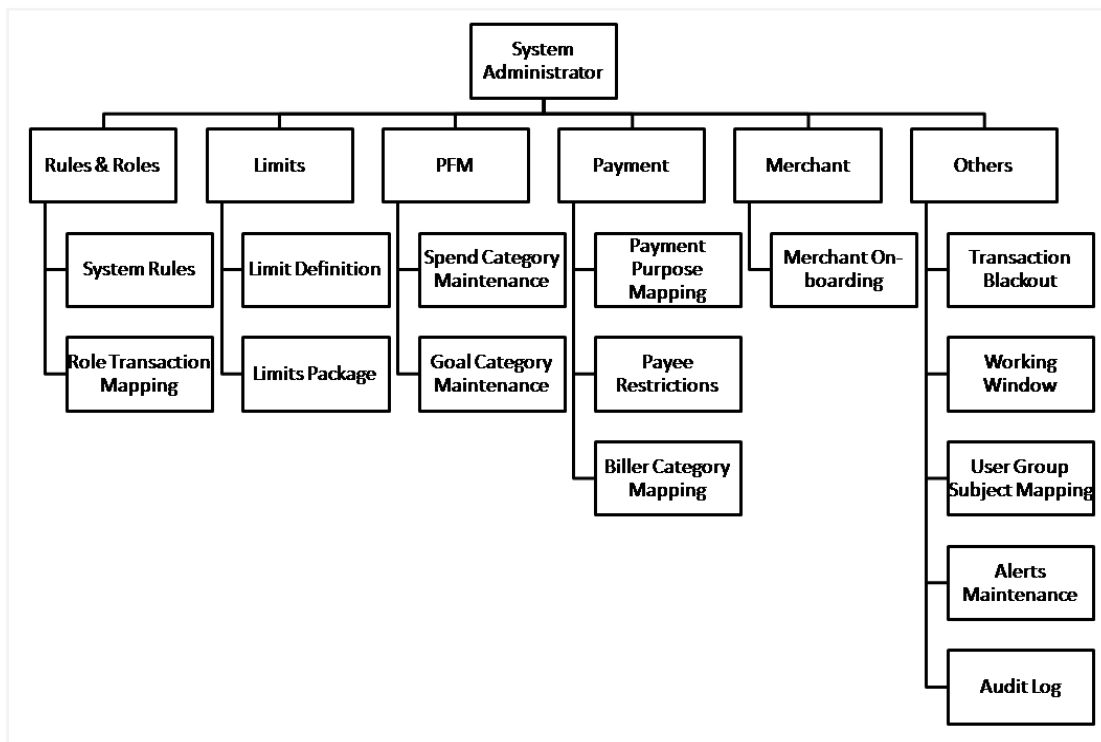 System
Administrator
Rules & Roles
Limits
PFM
Payment
Merchant
Others
System Rules
Role Transaction
Mapping
Limit Definition
Limits Package
Spend Category
Maintenance
Goal Category
Maintenance
Payment
Purpose
Mapping
Payee
Restrictions
Biller Category
Mapping
Merchant On-
boarding
Transaction
Blackout
Working
Window
User Group
Subject Mapping
Alerts
Maintenance
Audit Log